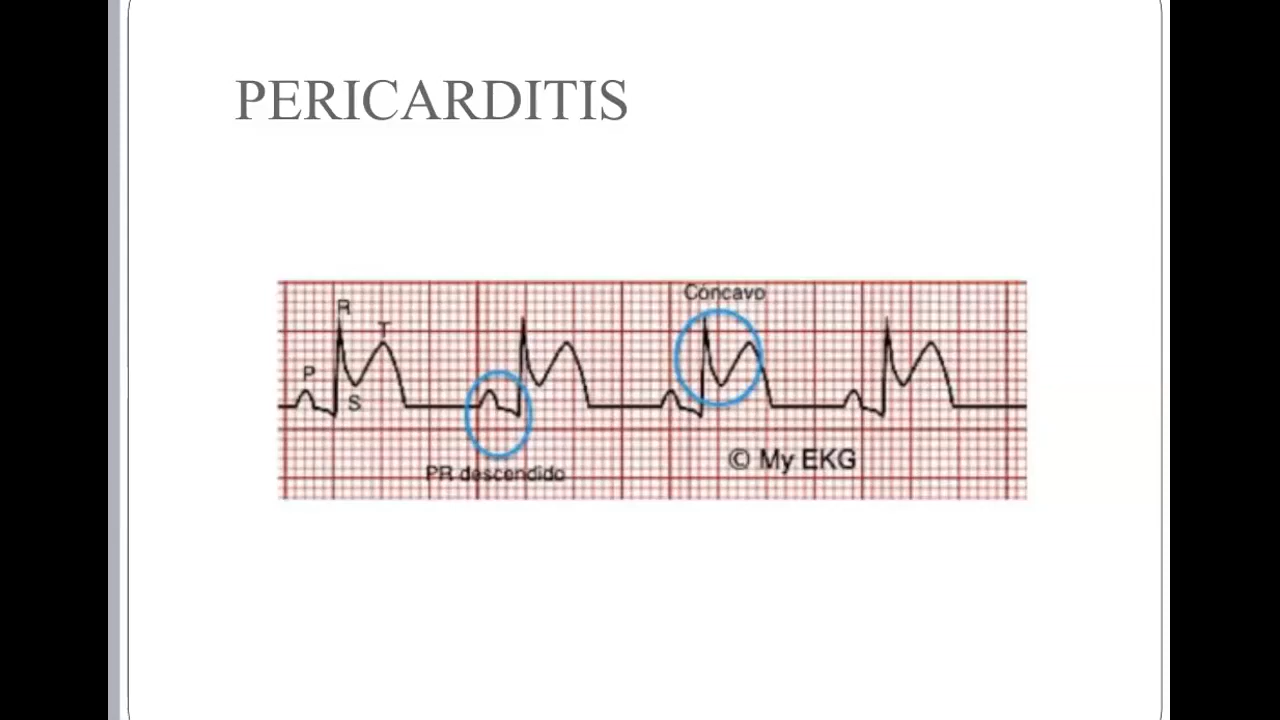 PERICARDITIS
Cóncavo
R
T
P
S
PR descendido
© My EKG